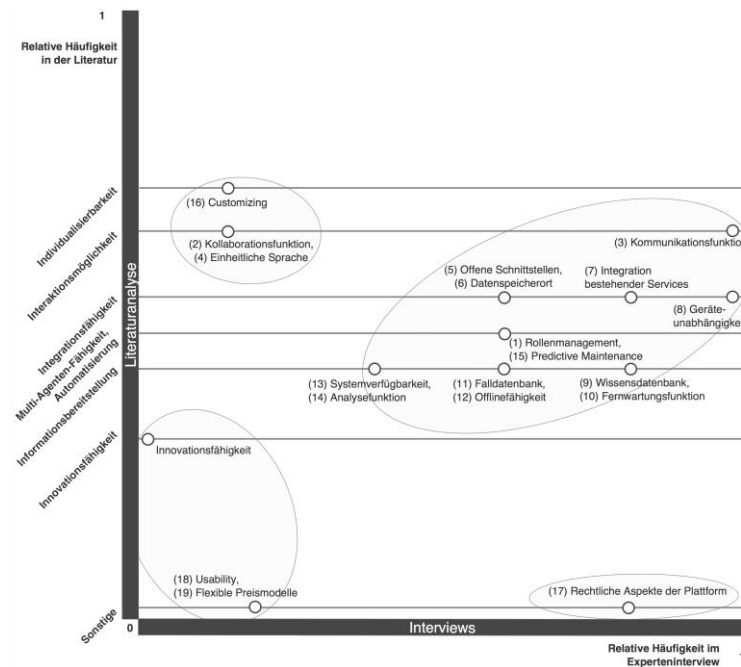 1
Relative Häufigkeit
in der Literatur
Individualisierbarkeit
(16) Customizing
Interaktionsmöglichkeit
(2) Kollaborationsfunktion,
(4) Einheitliche Sprache
(3) Kommunikationsfunktio
Literaturanalyse
Integrationsfähigkeit
(5) Offene Schnittstellen,
(6) Datenspeicherort
(7) Integration
bestehender Services
(8) Geräte-
unabhängigke
Multi-Agenten-Fähigkeit,
Automatisierung
(1) Rollenmanagement,
(15) Predictive Maintenance
Informationsbereitstellung
(13) Systemverfügbarkeit,
(14) Analysefunktion
(11) Falldatenbank,
(12) Offlinefähigkeit
(9) Wissensdatenbank,
(10) Fernwartungsfunktion
Innovationsfähigkeit
Innovationsfähigkeit
Sonstige
(18) Usability,
(19) Flexible Preismodelle
(17) Rechtliche Aspekte der Plattform
0
Interviews
Relative Häufigkeit im
Experteninterview